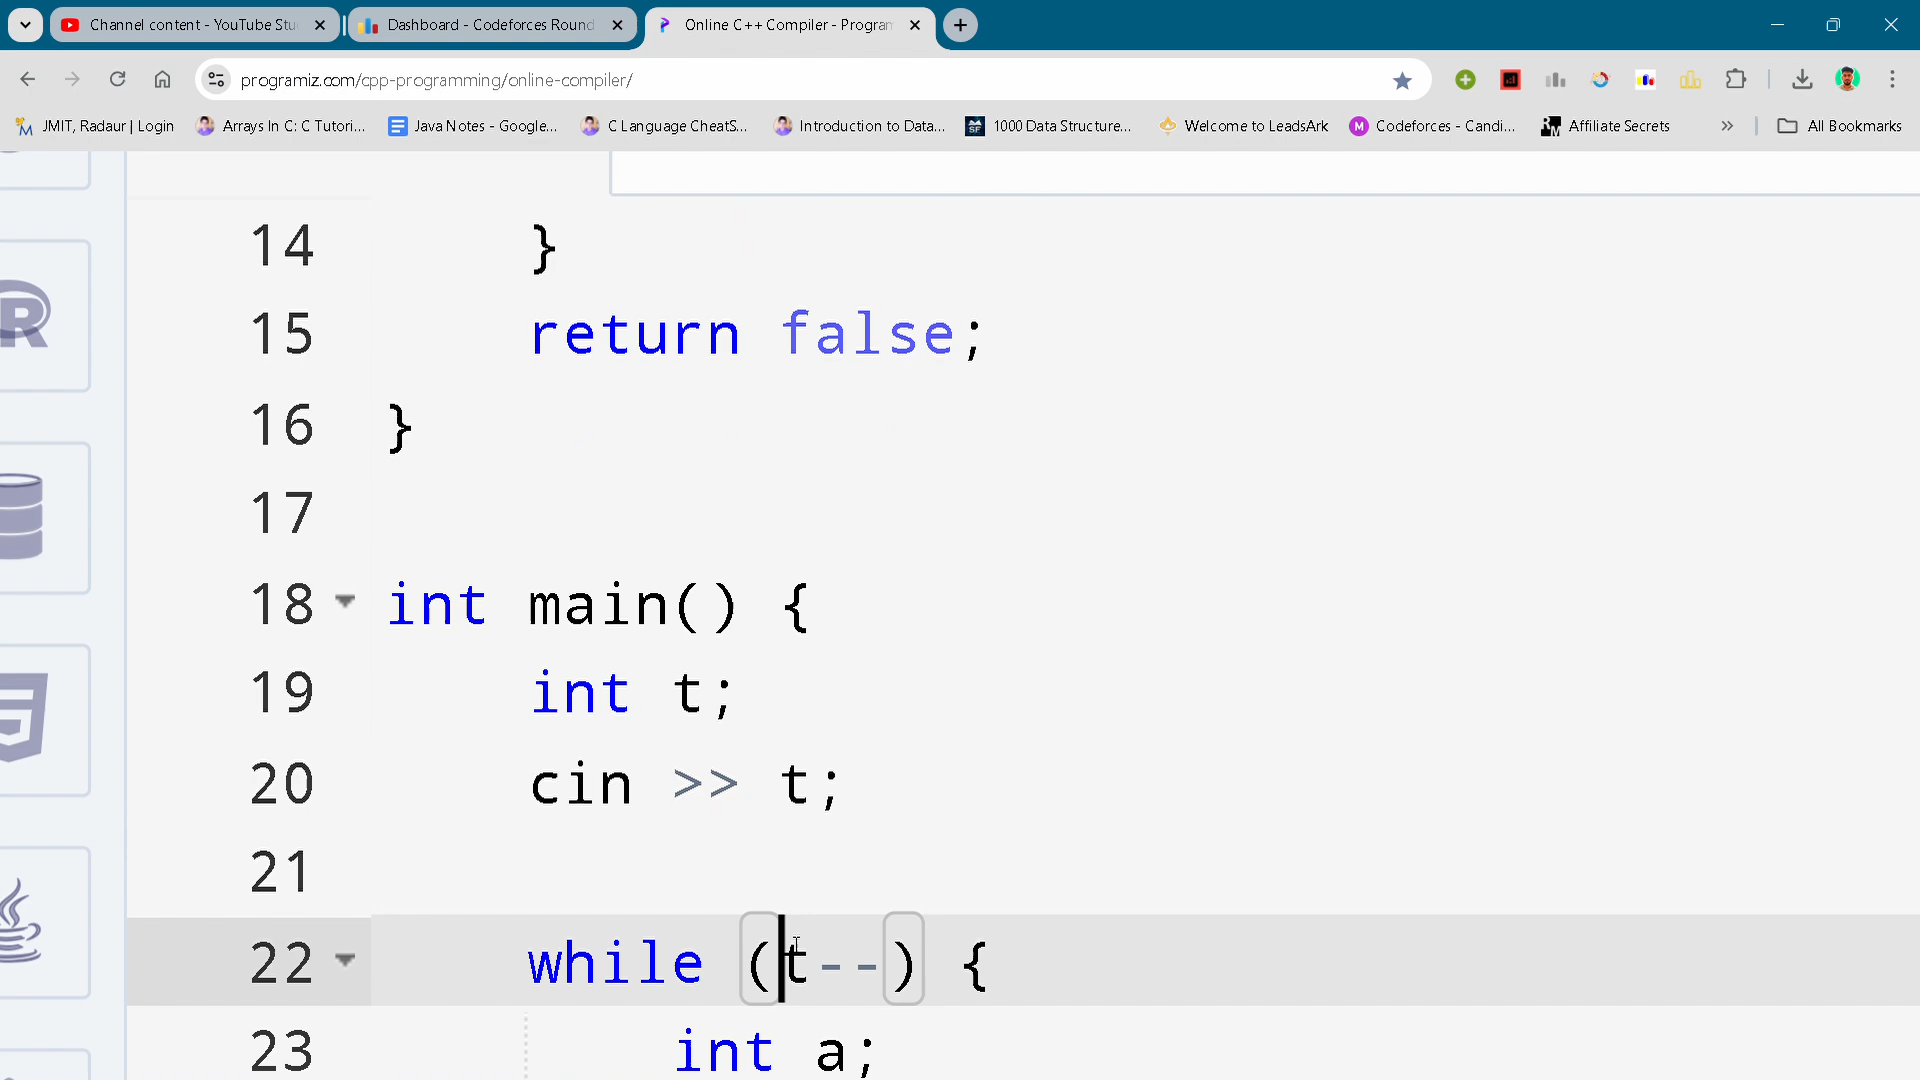 Channel content - YouTube Stu
Dashboard - Codeforces Round
Online C++ Compiler - Program
programiz.com/cpp-programming/online-compiler/
JMIT, Radaur | Login
Arrays In C: C Tutori...
Java Notes - Google...
C Language CheatS...
Introduction to Data...
1000 Data Structure...
Welcome to LeadsArk
Codeforces - Candi...
Affiliate Secrets
All Bookmarks
14 }
15 return false;
16 }
17
18 int main() {
19 int t;
20 cin >> t;
21
22 while (t--) {
23 int a;